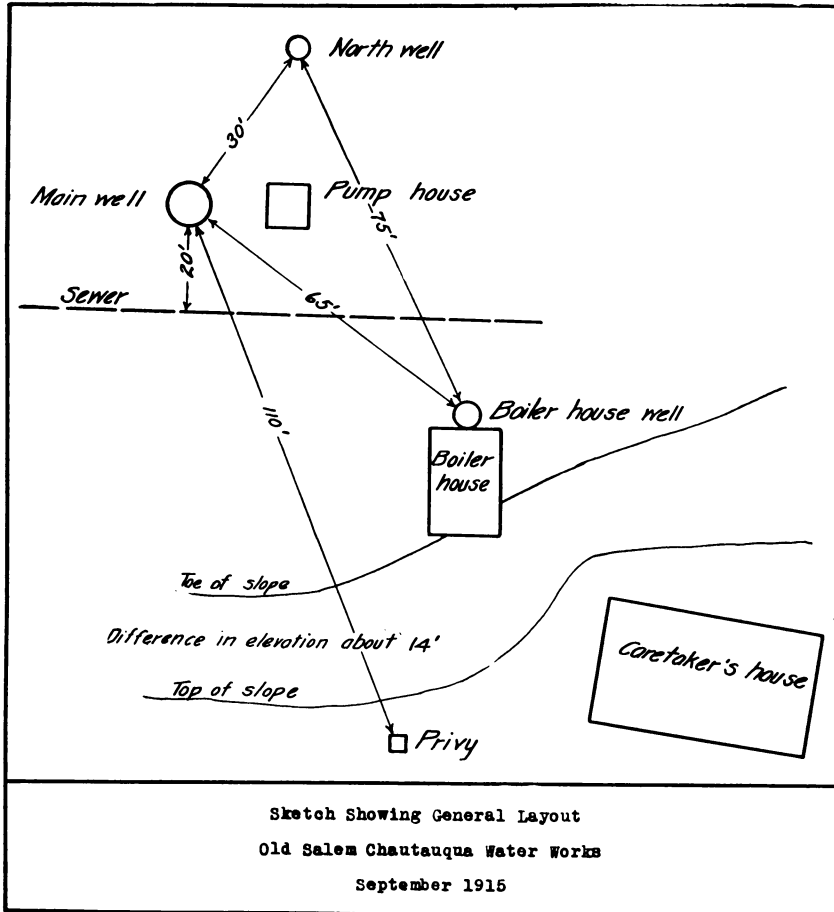 North well
30'
Main well
Pump house
75'
20'
Sewer
65'
110'
Boiler house well
Boiler
house
Toe of slope
Difference in elevation about 14'
Caretaker's house
Top of slope
Privy
Sketch Showing General Layout
Old Salem Chautauqua Water Works
September 1915